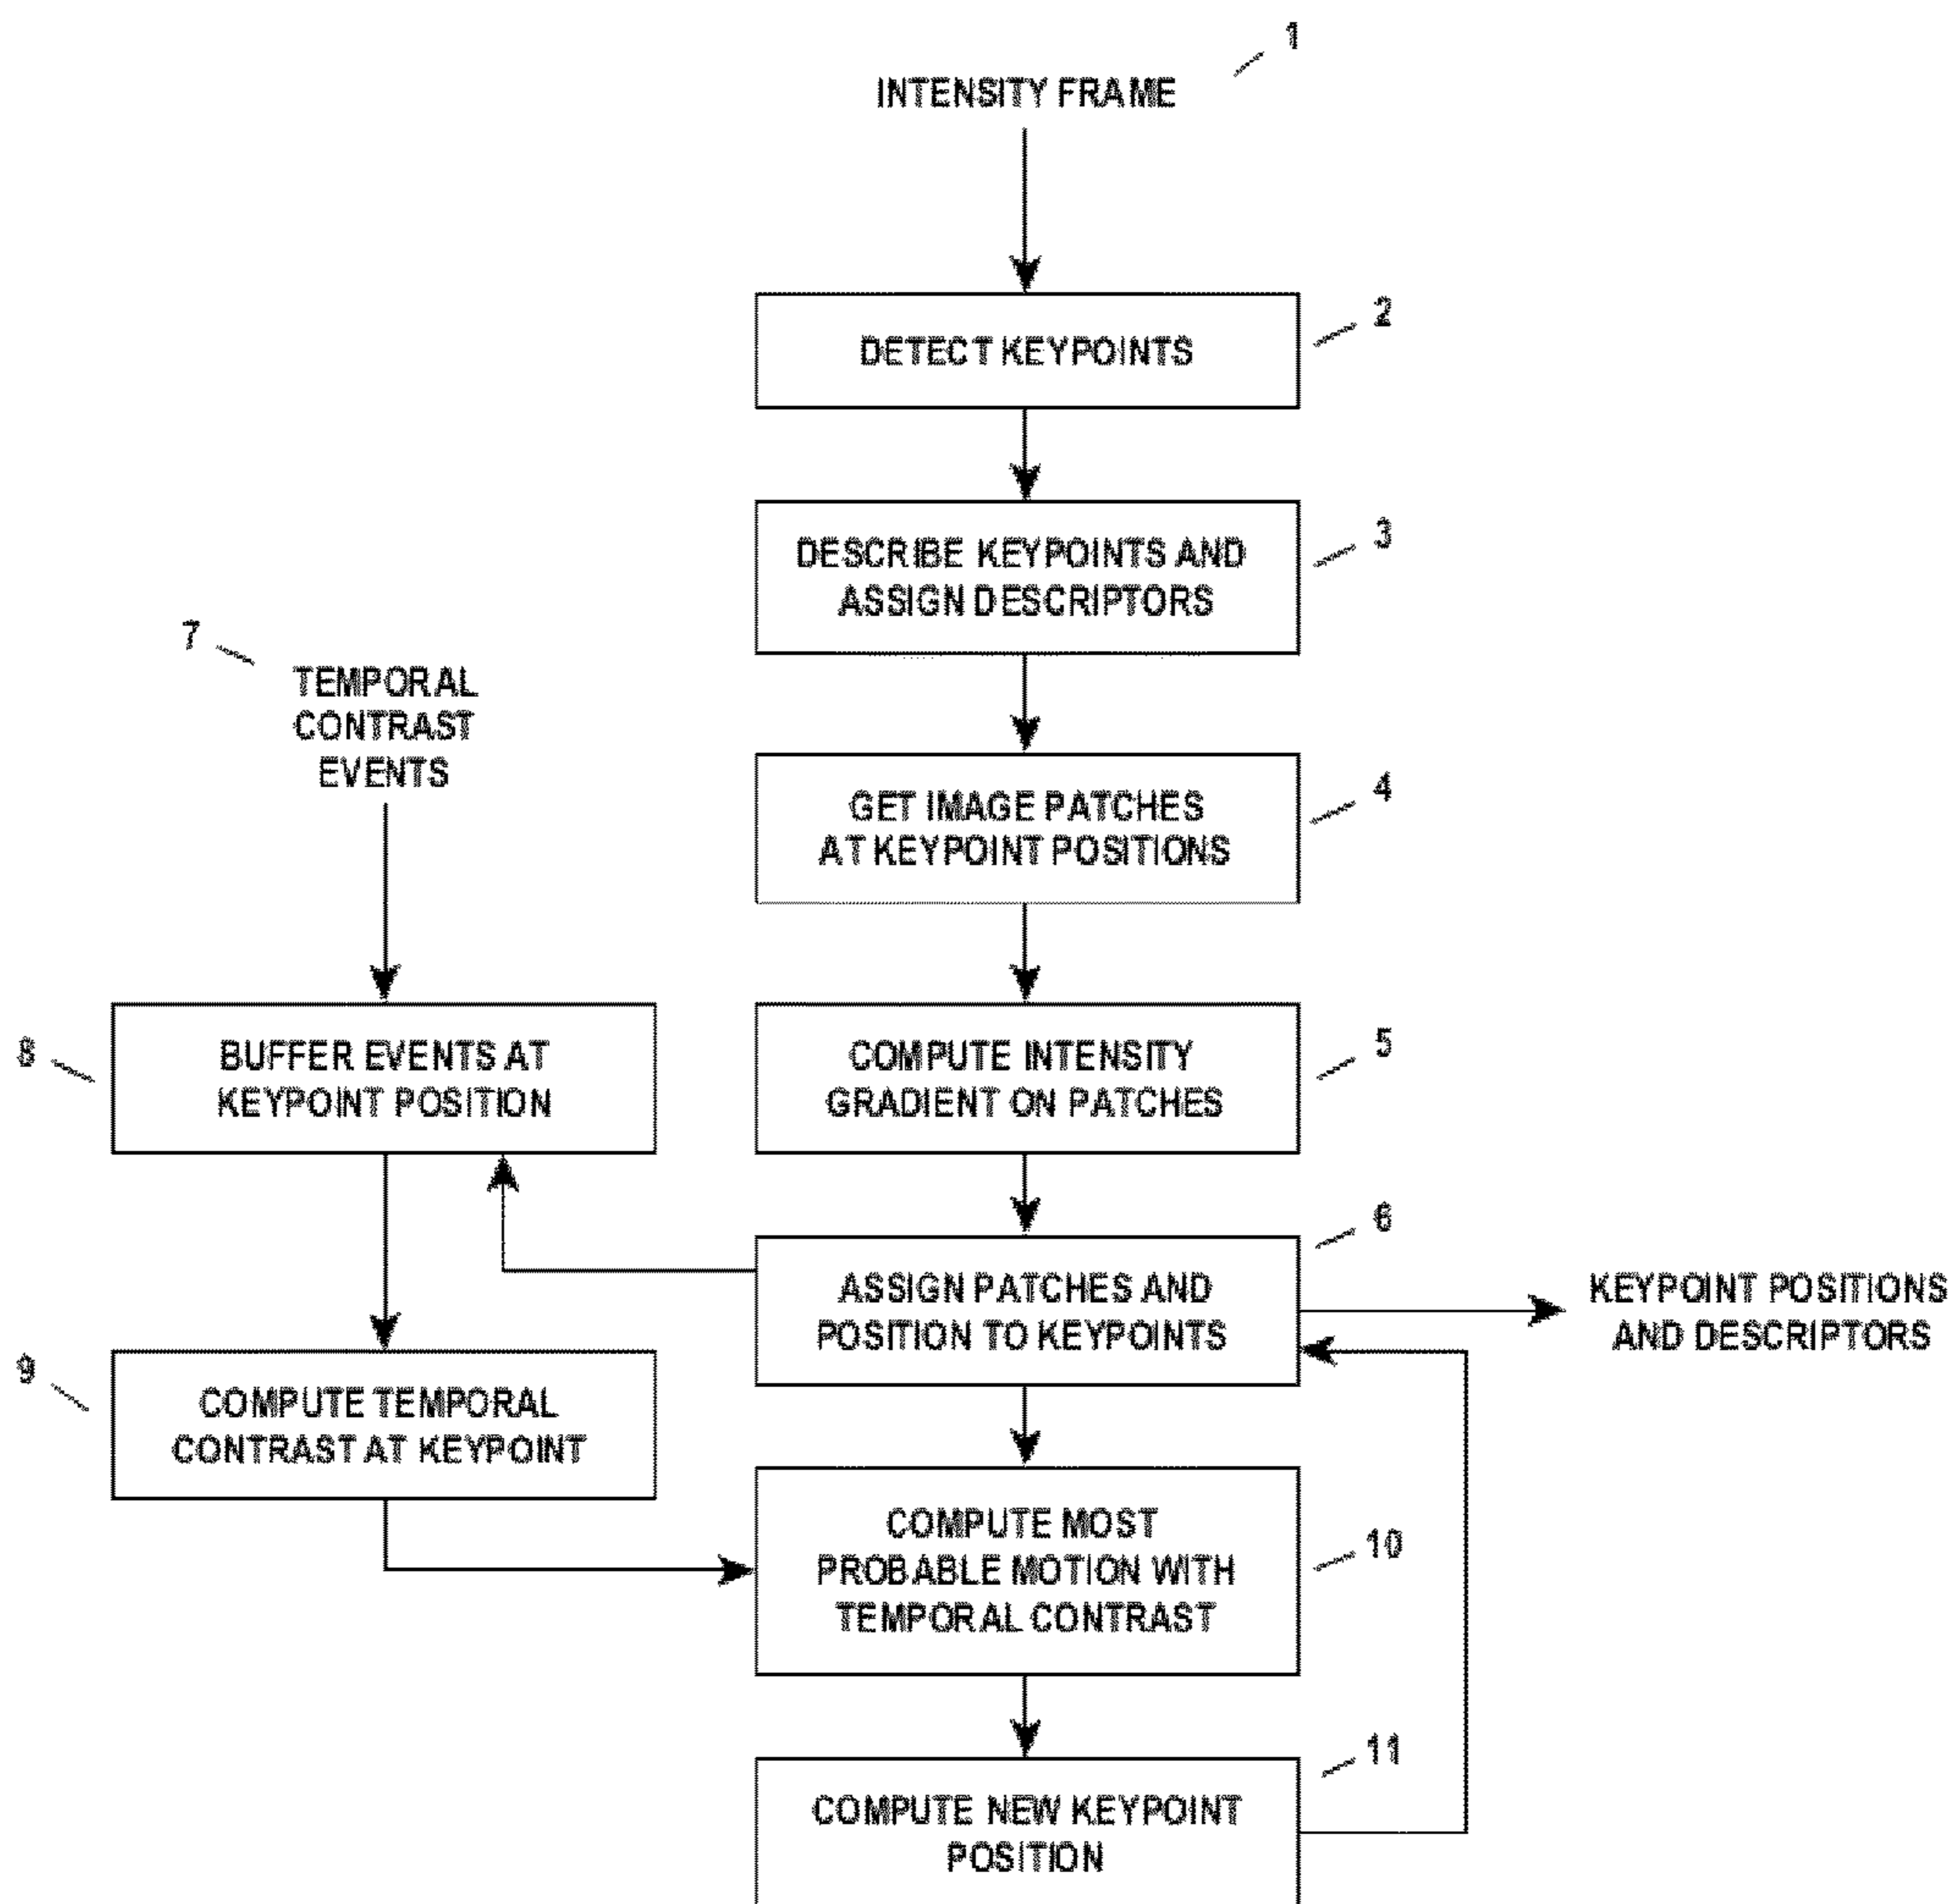 1
INTENSITY FRAME
2
DETECT KEYPOINTS
3
DESCRIBE KEYPOINTS AND
ASSIGN DESCRIPTORS
7
TEMPORAL
CONTRAST
EVENTS
4
GET IMAGE PATCHES
AT KEYPOINT POSITIONS
8
BUFFER EVENTS AT
KEYPOINT POSITION
5
COMPUTE INTENSITY
GRADIENT ON PATCHES
6
ASSIGN PATCHES AND
POSITION TO KEYPOINTS
KEYPOINT POSITIONS
AND DESCRIPTORS
9
COMPUTE TEMPORAL
CONTRAST AT KEYPOINT
10
COMPUTE MOST
PROBABLE MOTION WITH
TEMPORAL CONTRAST
11
COMPUTE NEW KEYPOINT
POSITION